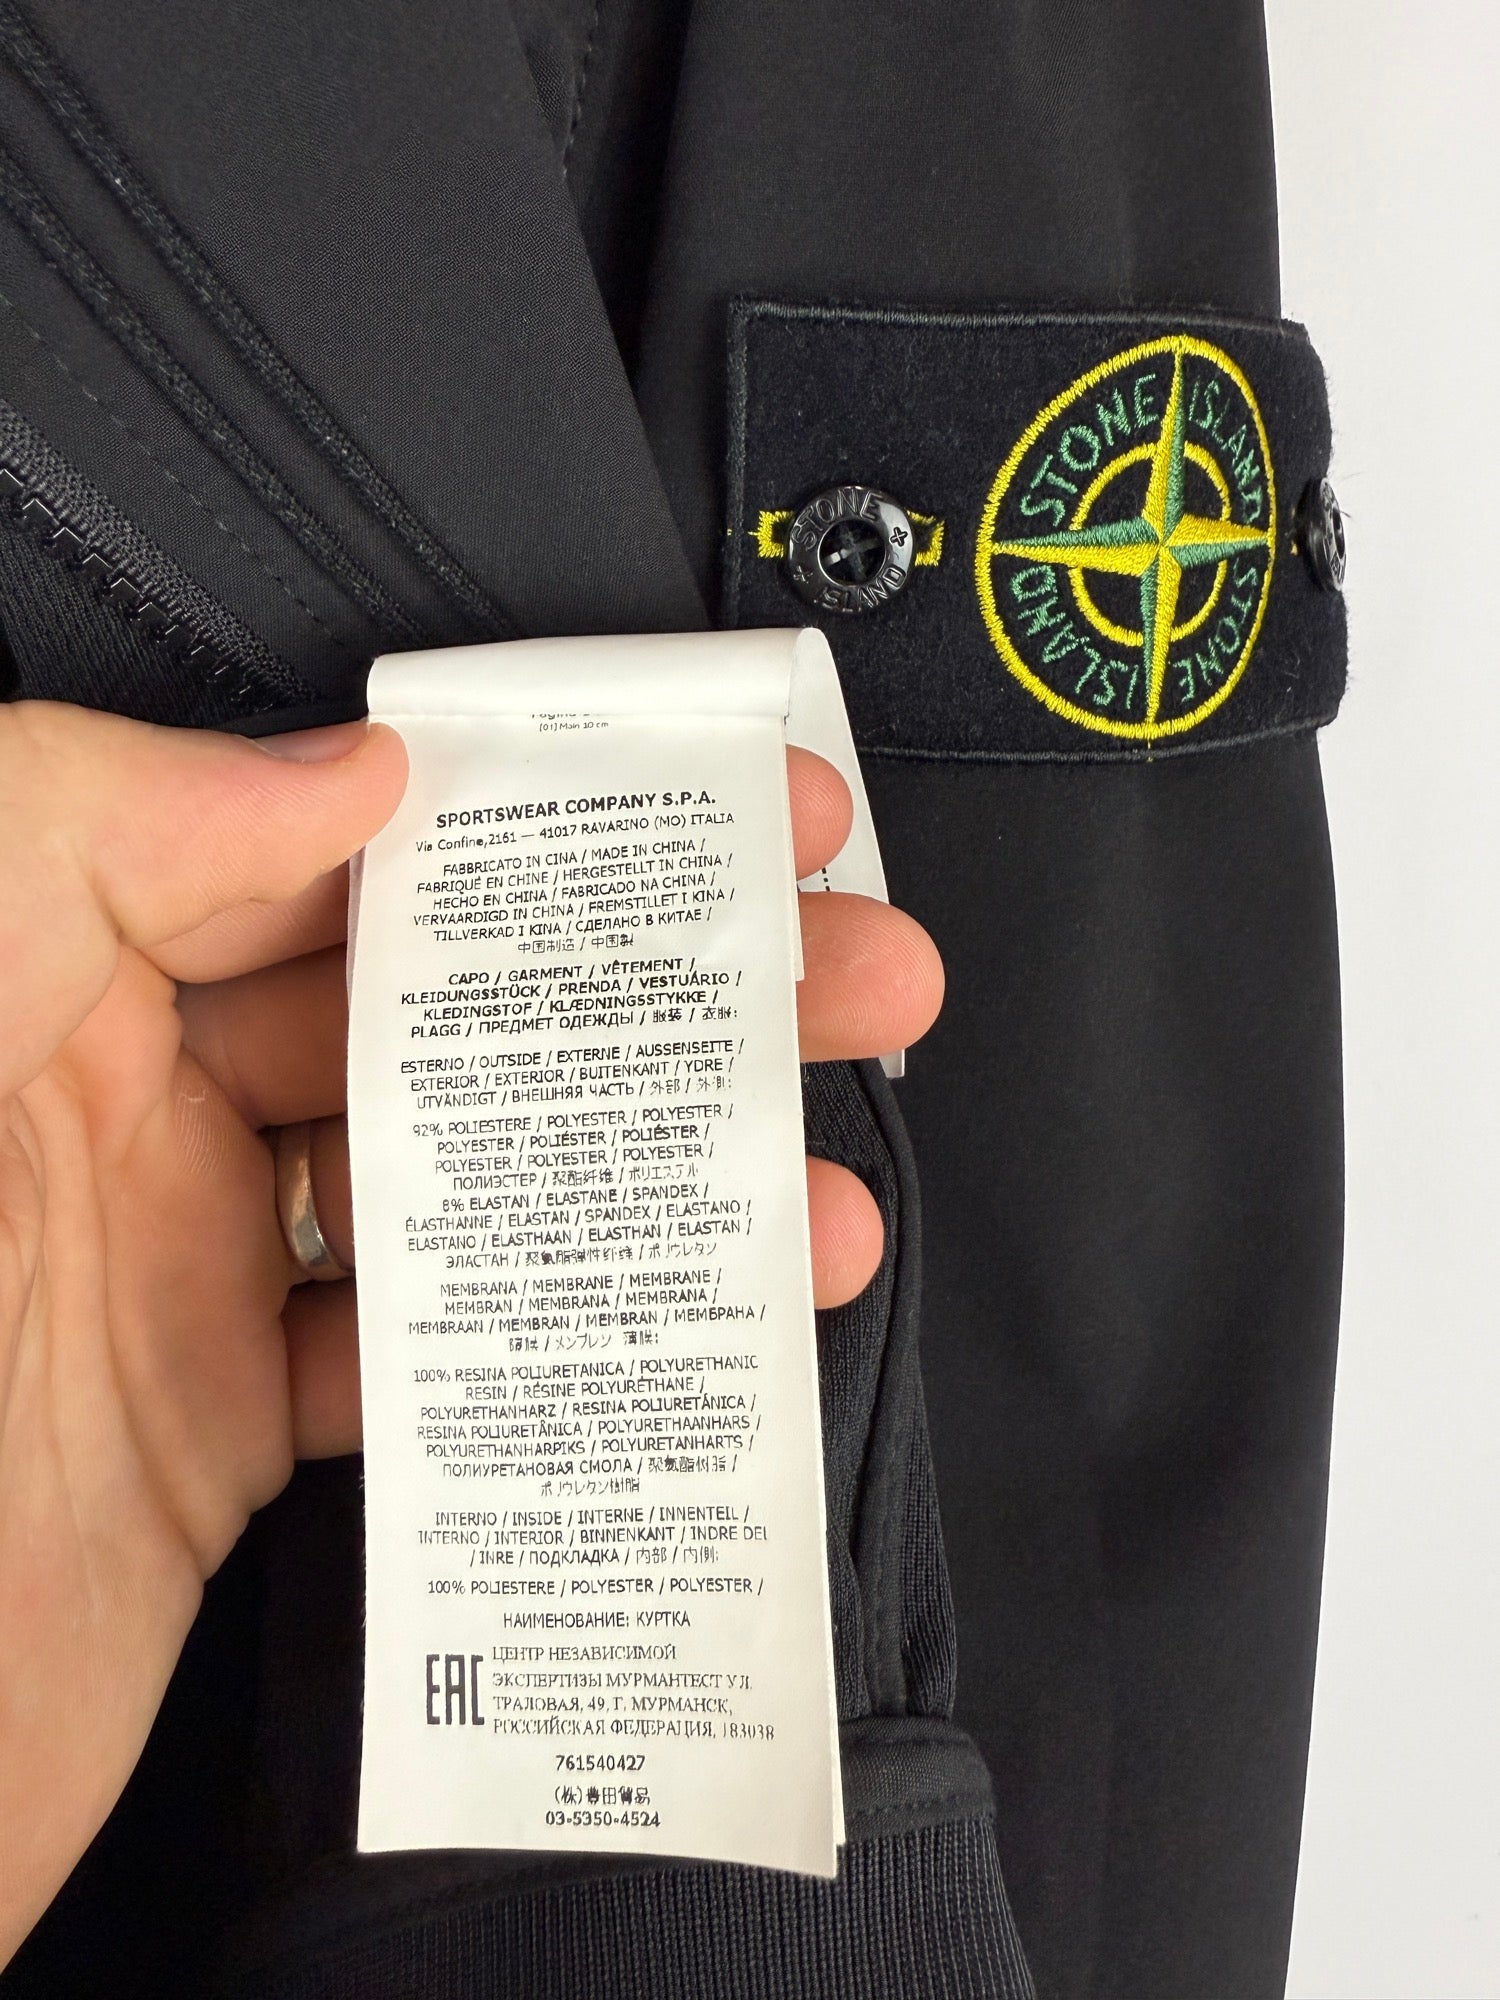 [01] Main 10 cm
SPORTSWEAR COMPANY S.P.A.
Via Confine,2161 — 41017 RAVARINO (MO) ITALIA
FABBRICATO IN CINA / MADE IN CHINA /
FABRIQUÉ EN CHINE / HERGESTELLT IN CHINA /
HECHO EN CHINA / FABRICADO NA CHINA /
VERVAARDIGD IN CHINA / FREMSTILLET I KINA /
TILLVERKAD I KINA / СДЕЛАНО В КИТАЕ /
中国制造 / 中国製
CAPO / GARMENT / VÊTEMENT /
KLEIDUNGSSTÜCK / PRENDA / VESTUÁRIO /
KLEDINGSTOF / KLÆDNINGSSTYKKE /
PLAGG / ПРЕДМЕТ ОДЕЖДЫ / 服装 / 衣服:
ESTERNO / OUTSIDE / EXTERNE / AUSSENSEITE /
EXTERIOR / EXTERIOR / BUITENKANT / YDRE /
UTVÄNDIGT / ВНЕШНЯЯ ЧАСТЬ / 外部 / 外側:
92% POLIESTERE / POLYESTER / POLYESTER /
POLYESTER / POLIÉSTER / POLIÉSTER /
POLYESTER / POLYESTER / POLYESTER /
ПОЛИЭСТЕР / 聚酯纤维 / ポリエステル
8% ELASTAN / ELASTANE / SPANDEX /
ÉLASTHANNE / ELASTAN / SPANDEX / ELASTANO /
ELASTANO / ELASTHAAN / ELASTHAN / ELASTAN /
ЭЛАСТАН / 聚氨酯弹性纤维 / ポリウレタン
MEMBRANA / MEMBRANE / MEMBRANE /
MEMBRAN / MEMBRANA / MEMBRANA /
MEMBRAAN / MEMBRAN / MEMBRAN / МЕМБРАНА /
/ メンブレン 薄膜:
100% RESINA POLIURETANICA / POLYURETHANIC
RESIN / RÉSINE POLYURÉTHANE /
POLYURETHANHARZ / RESINA POLIURETÁNICA /
RESINA POLIURETÂNICA / POLYURETHAANHARS /
POLYURETHANHARPIKS / POLYURETANHARTS /
ПОЛИУРЕТАНОВАЯ СМОЛА / 聚氨酯树脂 /
ポリウレタン樹脂
INTERNO / INSIDE / INTERNE / INNENTEIL /
INTERNO / INTERIOR / BINNENKANT / INDRE DEL
/ INRE / ПОДКЛАДКА / 内部 / 内側:
100% POLIESTERE / POLYESTER / POLYESTER /
НАИМЕНОВАНИЕ: КУРТКА
EAC
ЦЕНТР НЕЗАВИСИМОЙ
ЭКСПЕРТИЗЫ МУРМАНТЕСТ УЛ.
ТРАЛОВАЯ, 49, Г. МУРМАНСК,
РОССИЙСКАЯ ФЕДЕРАЦИЯ, 183038
761540427
(株) 豊田貿易
03-5350-4524
STONE ISLAND
STONE ISLAND
STONE ISLAND